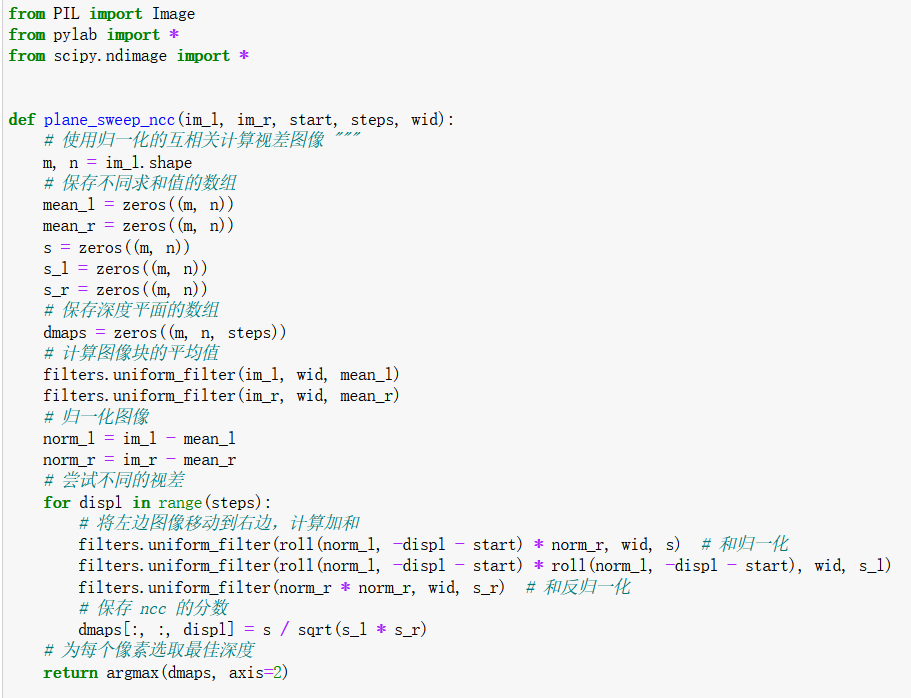 from PIL import Image
from pylab import *
from scipy.ndimage import *
def plane_sweep_ncc(im_l, im_r, start, steps, wid):
    # 使用归一化的互相关计算视差图像 """
    m, n = im_l.shape
    # 保存不同求和值的数组
    mean_l = zeros((m, n))
    mean_r = zeros((m, n))
    s = zeros((m, n))
    s_l = zeros((m, n))
    s_r = zeros((m, n))
    # 保存深度平面的数组
    dmaps = zeros((m, n, steps))
    # 计算图像块的平均值
    filters.uniform_filter(im_l, wid, mean_l)
    filters.uniform_filter(im_r, wid, mean_r)
    # 归一化图像
    norm_l = im_l - mean_l
    norm_r = im_r - mean_r
    # 尝试不同的视差
    for displ in range(steps):
        # 将左边图像移动到右边，计算加和
        filters.uniform_filter(roll(norm_l, -displ - start) * norm_r, wid, s)  # 和归一化
        filters.uniform_filter(roll(norm_l, -displ - start) * roll(norm_l, -displ - start), wid, s_l)
        filters.uniform_filter(norm_r * norm_r, wid, s_r)  # 和反归一化
        # 保存 ncc 的分数
        dmaps[:, :, displ] = s / sqrt(s_l * s_r)
    # 为每个像素选取最佳深度
    return argmax(dmaps, axis=2)